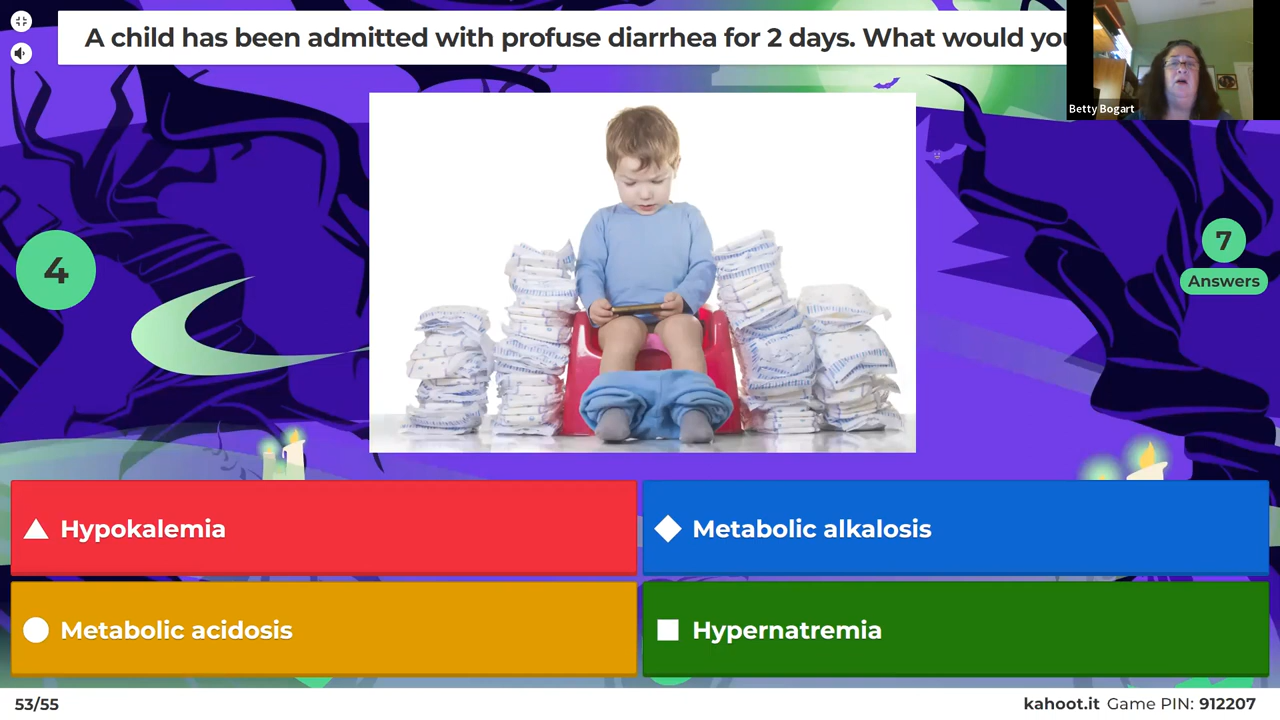 A child has been admitted with profuse diarrhea for 2 days. What would you
Betty Bogart
4
7
Answers
Hypokalemia
Metabolic alkalosis
Metabolic acidosis
Hypernatremia
53/55
kahoot.it Game PIN: 912207